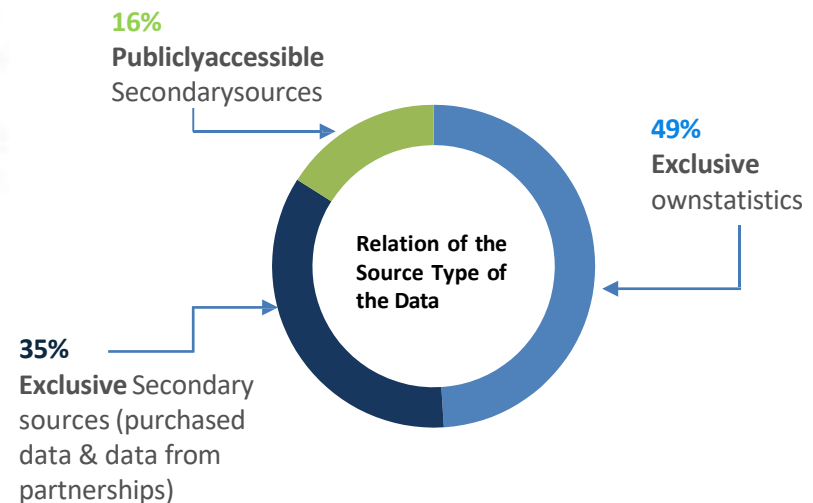 16%
Publiclyaccessible
Secondarysources
49%
Exclusive
ownstatistics
Relation of the
Source Type of
the Data
35%
Exclusive Secondary
sources (purchased
data & data from
partnerships)